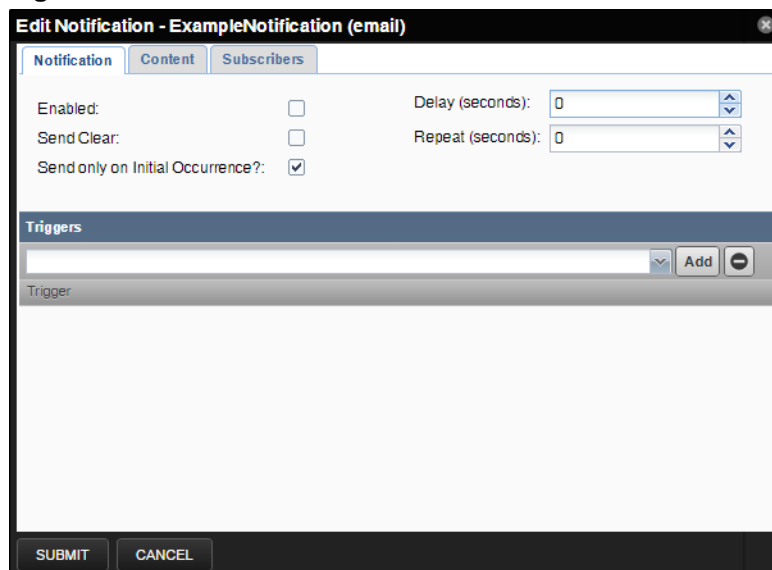 Edit Notification - ExampleNotification (email)
Notification Content Subscribers
Enabled: Delay (seconds): 0
Send Clear: Repeat (seconds): 0
Send only on Initial Occurrence?:
Triggers
Add
Trigger
SUBMIT CANCEL